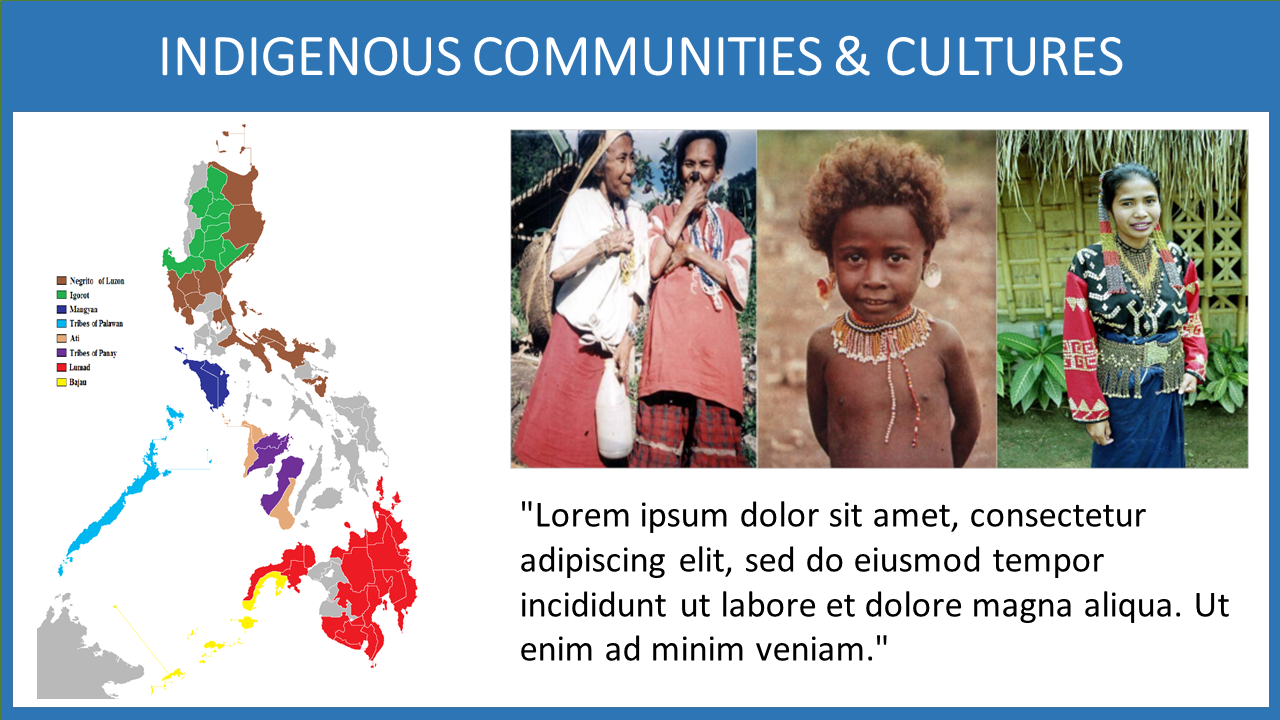 INDIGENOUS COMMUNITIES & CULTURES
Negrito of Luzon
Igorot
Mangyan
Tribes of Palawan
Ati
Tribes of Panay
Lumad
Bajau
"Lorem ipsum dolor sit amet, consectetur
adipiscing elit, sed do eiusmod tempor
incididunt ut labore et dolore magna aliqua. Ut
enim ad minim veniam."